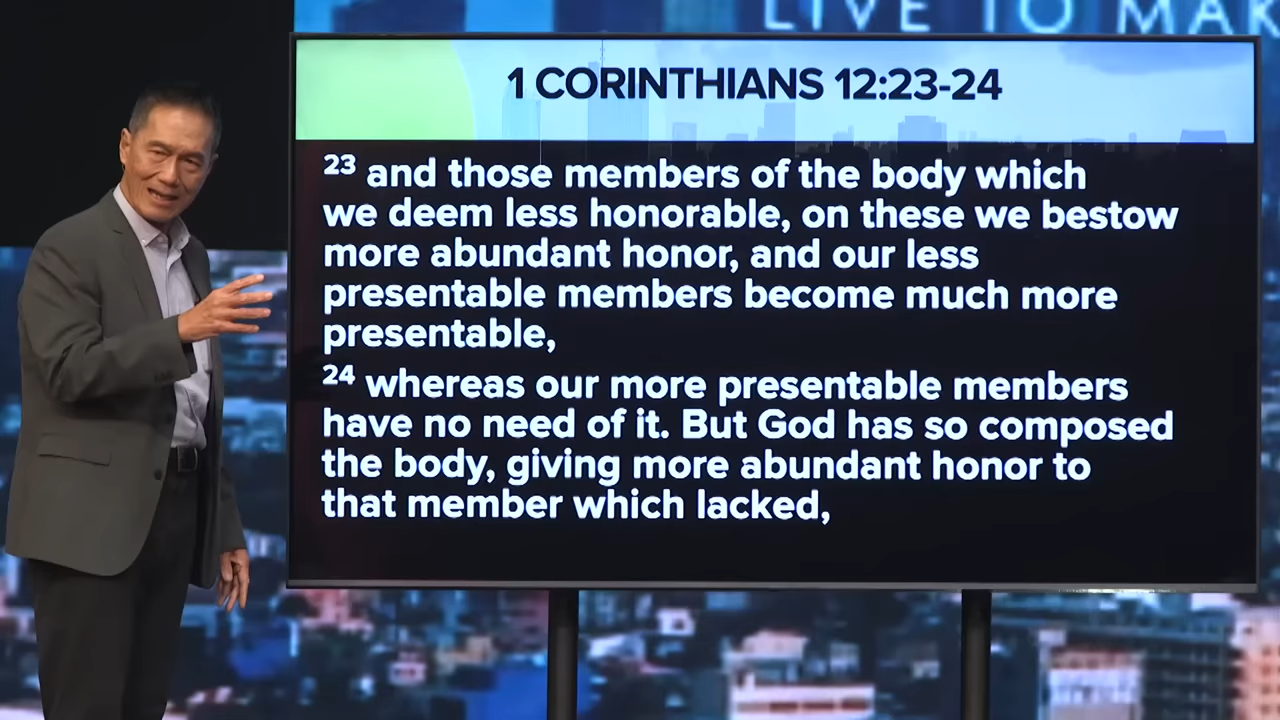 LIVE TO MAK
1 CORINTHIANS 12:23-24
23 and those members of the body which
we deem less honorable, on these we bestow
more abundant honor, and our less
presentable members become much more
presentable,
24 whereas our more presentable members
have no need of it. But God has so composed
the body, giving more abundant honor to
that member which lacked,